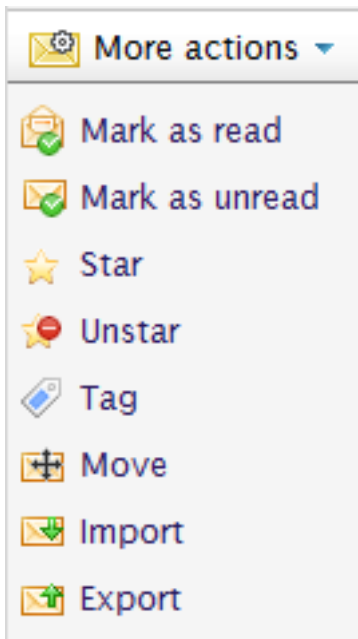 More actions
Mark as read
Mark as unread
Star
Unstar
Tag
Move
Import
Export